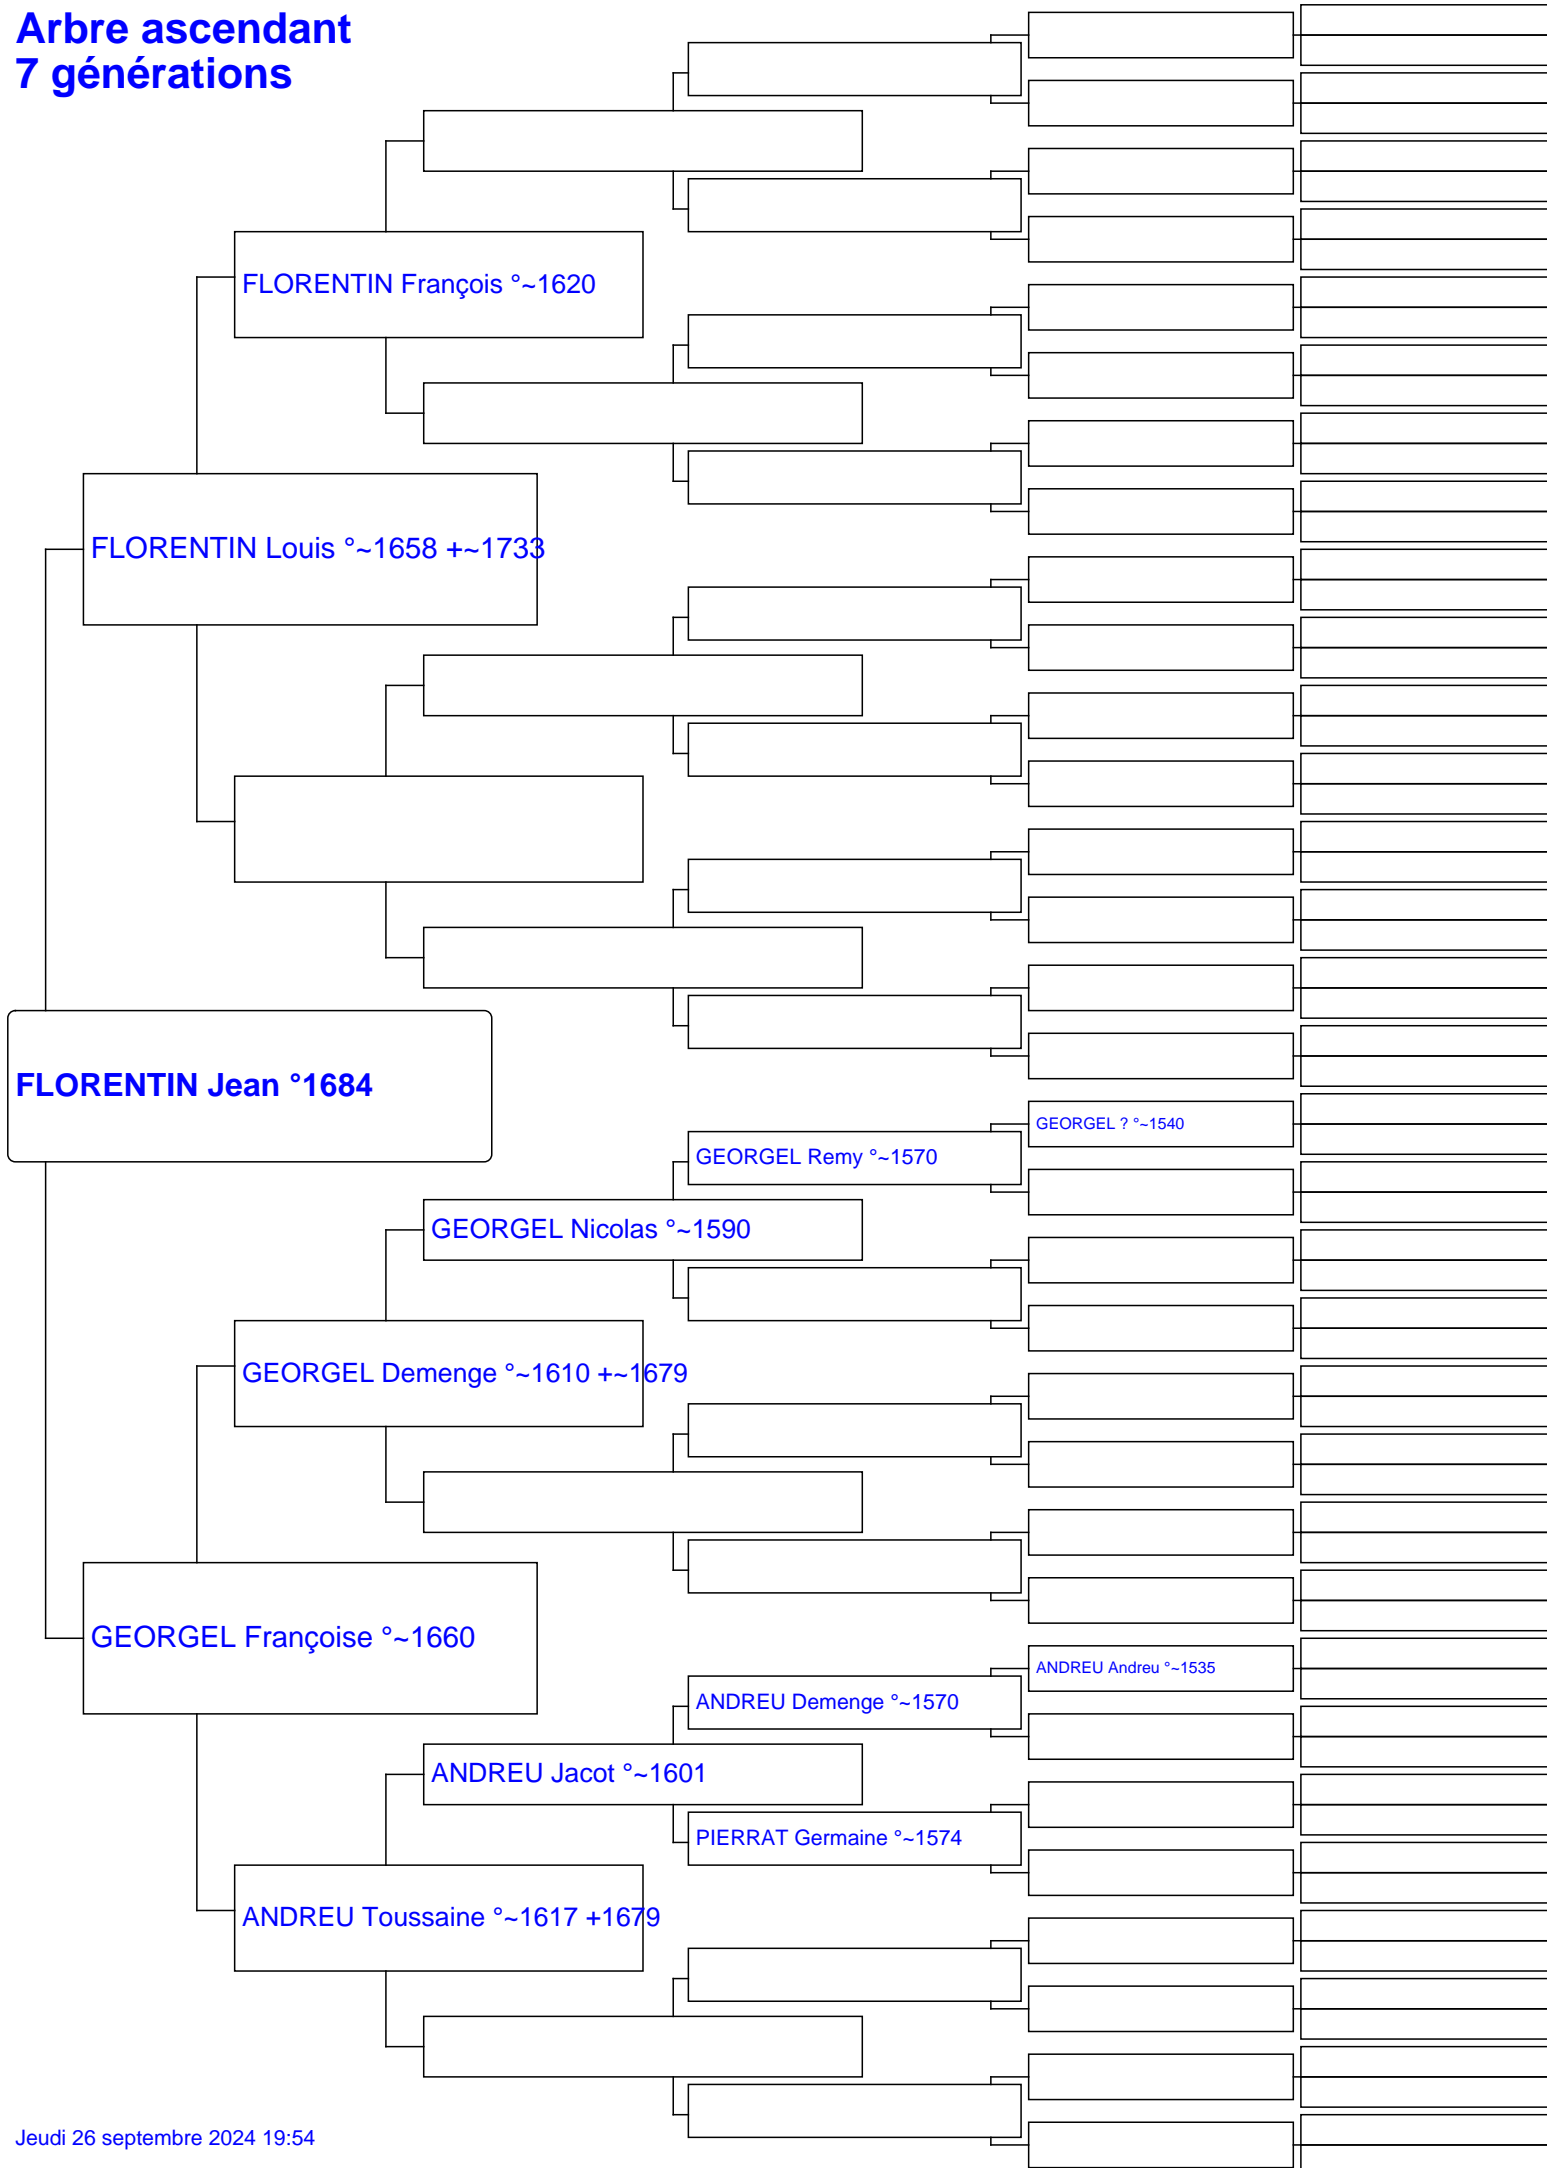 Arbre ascendant
7 générations
FLORENTIN François °~1620
FLORENTIN Louis °~1658 +~1733
FLORENTIN Jean °1684
GEORGEL ? °~1540
GEORGEL Remy °~1570
GEORGEL Nicolas °~1590
GEORGEL Demenge °~1610 +~1679
GEORGEL Françoise °~1660
ANDREU Andreu °~1535
ANDREU Demenge °~1570
ANDREU Jacot °~1601
PIERRAT Germaine °~1574
ANDREU Toussaine °~1617 +1679
Jeudi 26 septembre 2024 19:54